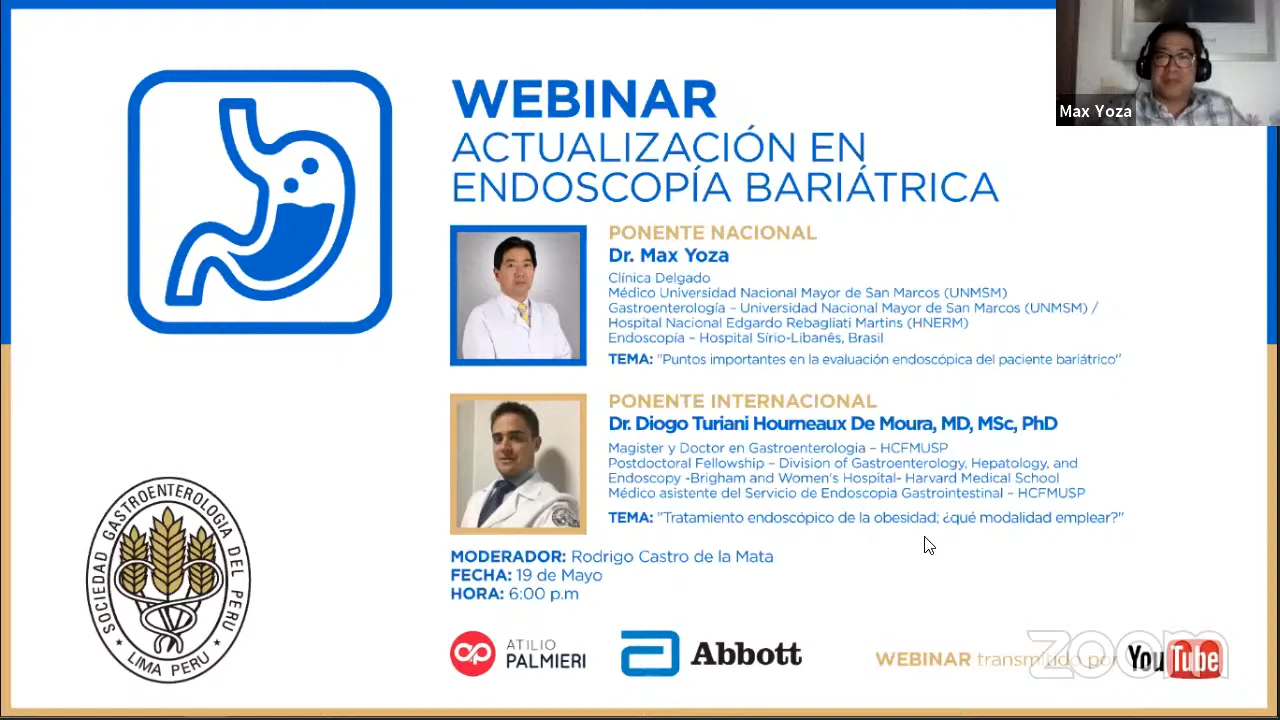 WEBINAR
ACTUALIZACIÓN EN
ENDOSCOPÍA BARIÁTRICA
Max Yoza
PONENTE NACIONAL
Dr. Max Yoza
Clínica Delgado
Médico Universidad Nacional Mayor de San Marcos (UNMSM)
Gastroenterología – Universidad Nacional Mayor de San Marcos (UNMSM) /
Hospital Nacional Edgardo Rebagliati Martins (HNERM)
Endoscopía – Hospital Sírio-Libanês, Brasil
TEMA: "Puntos importantes en la evaluación endoscópica del paciente bariátrico"
PONENTE INTERNACIONAL
Dr. Diogo Turiani Hourneaux De Moura, MD, MSc, PhD
Magister y Doctor en Gastroenterologia – HCFMUSP
Postdoctoral Fellowship – Division of Gastroenterology, Hepatology, and
Endoscopy -Brigham and Women's Hospital- Harvard Medical School
Médico asistente del Servicio de Endoscopia Gastrointestinal – HCFMUSP
TEMA: "Tratamiento endoscópico de la obesidad; ¿qué modalidad emplear?"
MODERADOR: Rodrigo Castro de la Mata
FECHA: 19 de Mayo
HORA: 6:00 p.m
SOCIEDAD GASTROENTEROLOGIA DEL PERU
LIMA PERU
ATILIO
PALMIERI
Abbott
WEBINAR transmitido por YouTube
zoom